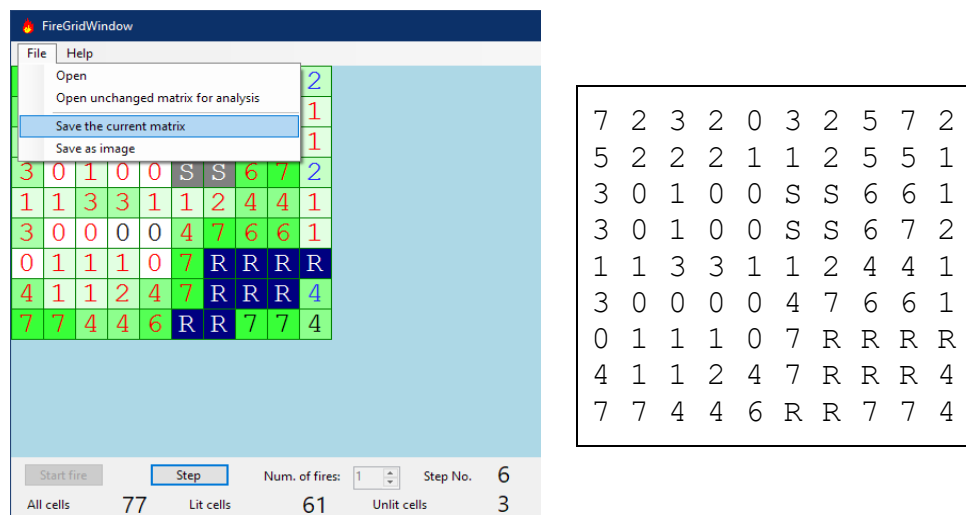 FireGridWindow
File Help
Open
Open unchanged matrix for analysis
Save the current matrix
Save as image
2
1
1
3 0 1 0 0 S S 6 7 2
1 1 3 3 1 1 2 4 4 1
3 0 0 0 0 4 7 6 6 1
0 1 1 1 0 7 R R R R
4 1 1 2 4 7 R R R 4
7 7 4 4 6 R R 7 7 4
Start fire Step Num. of fires: 1 Step No. 6
All cells 77 Lit cells 61 Unlit cells 3
7 2 3 2 0 3 2 5 7 2
5 2 2 2 1 1 2 5 5 1
3 0 1 0 0 S S 6 6 1
3 0 1 0 0 S S 6 7 2
1 1 3 3 1 1 2 4 4 1
3 0 0 0 0 4 7 6 6 1
0 1 1 1 0 7 R R R R
4 1 1 2 4 7 R R R 4
7 7 4 4 6 R R 7 7 4